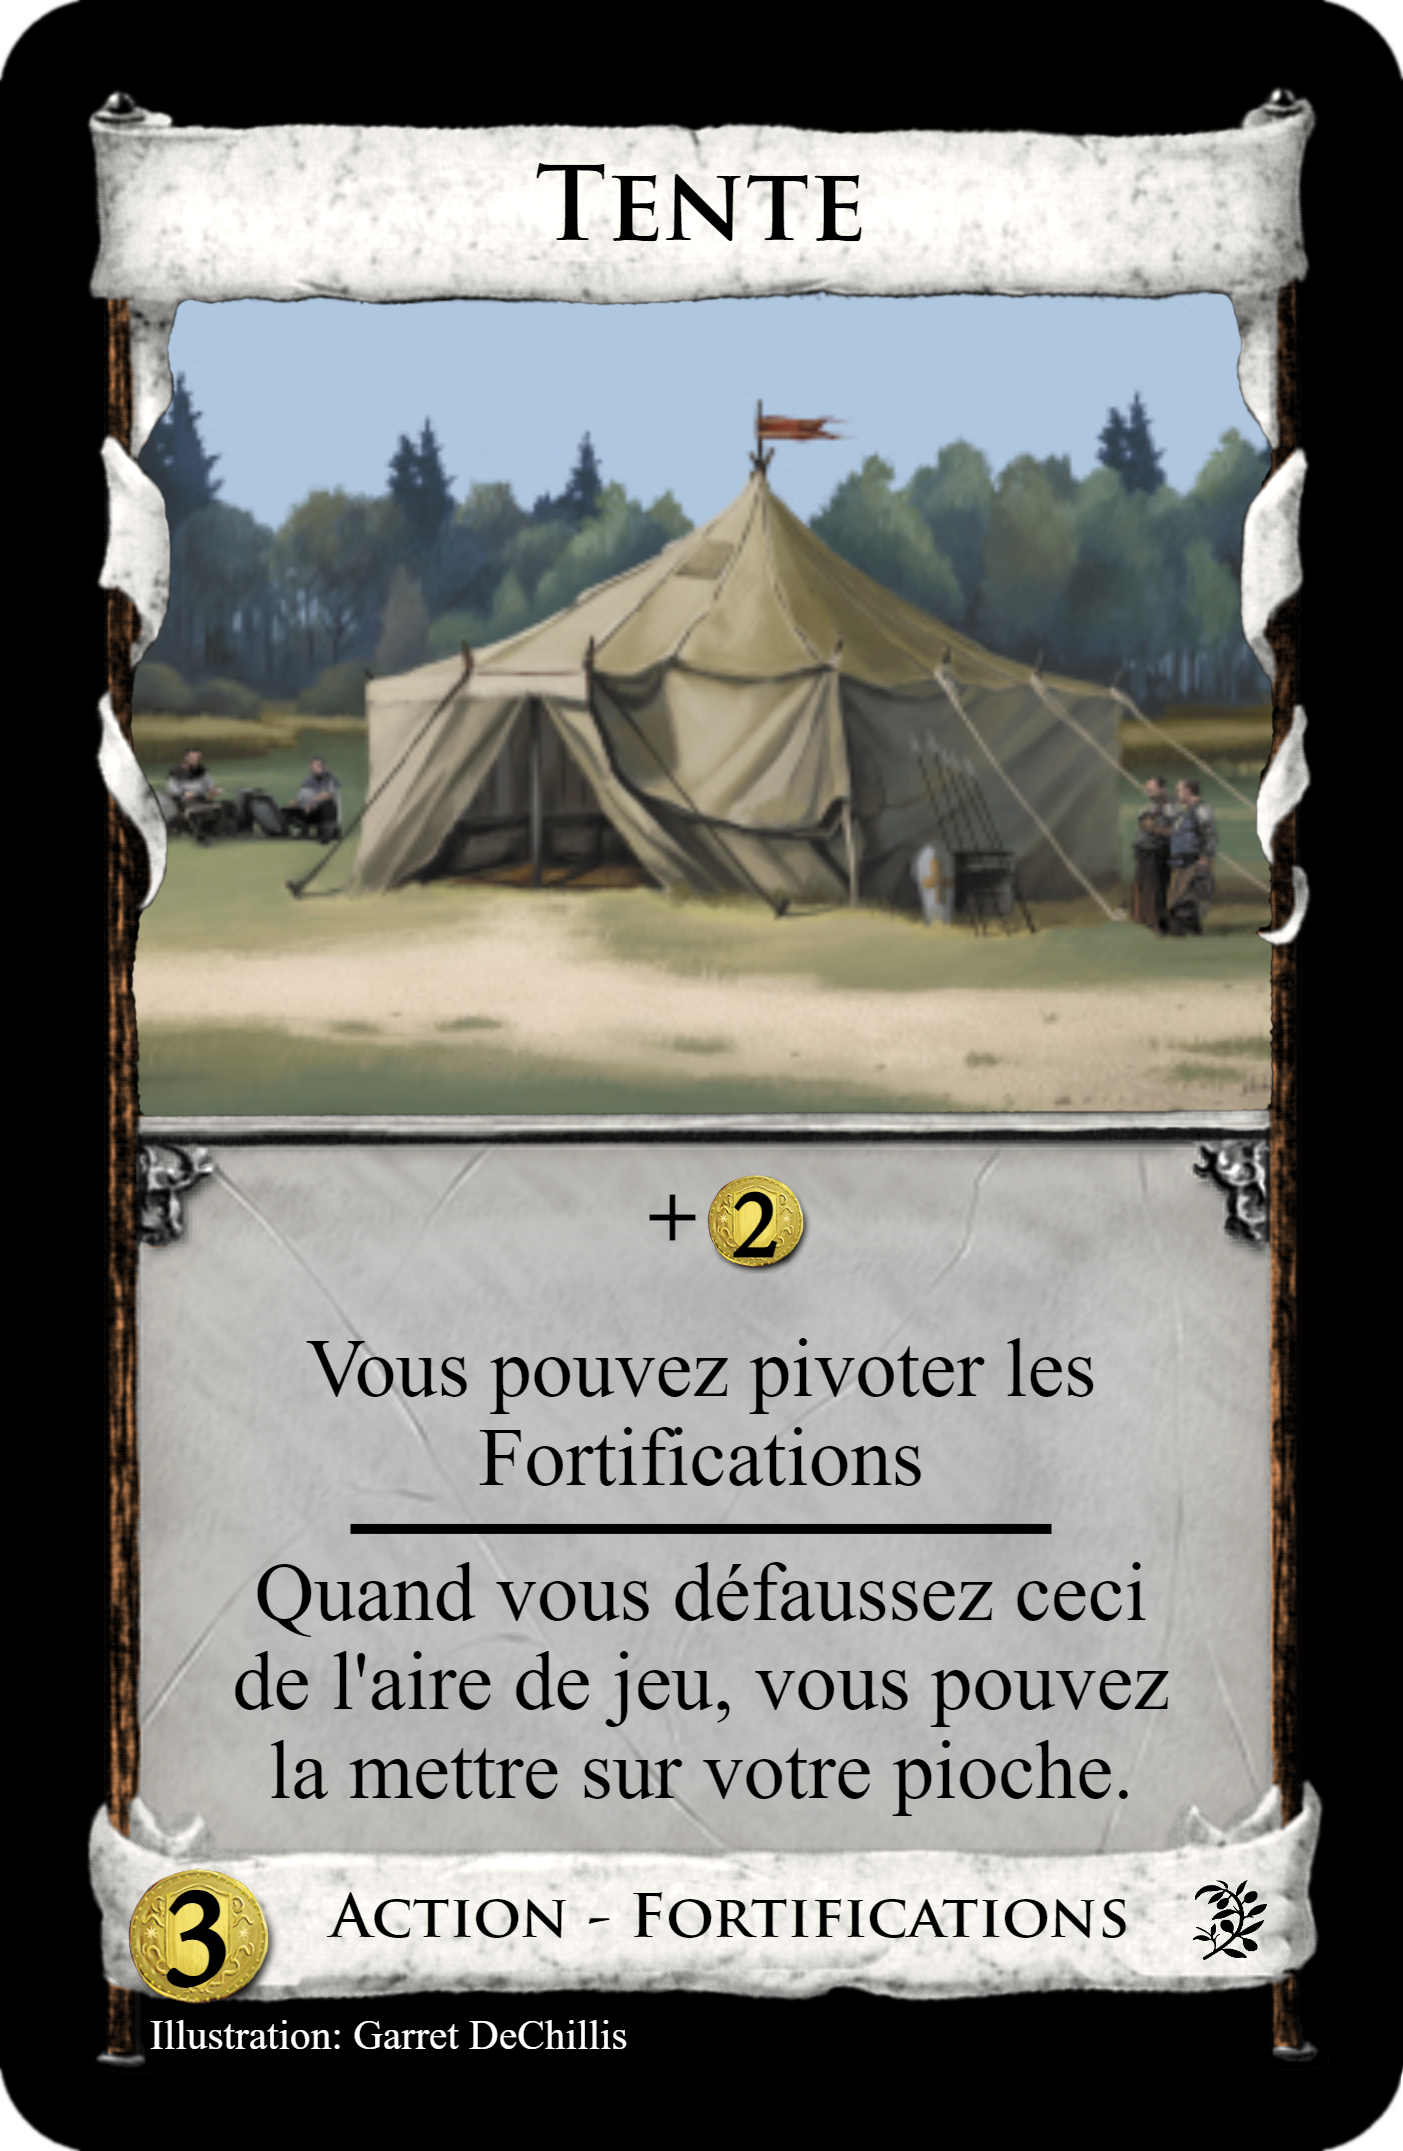 TENTE
+2
Vous pouvez pivoter les
Fortifications
Quand vous défaussez ceci
de l'aire de jeu, vous pouvez
la mettre sur votre pioche.
3 ACTION - FORTIFICATIONS
Illustration: Garret DeChillis